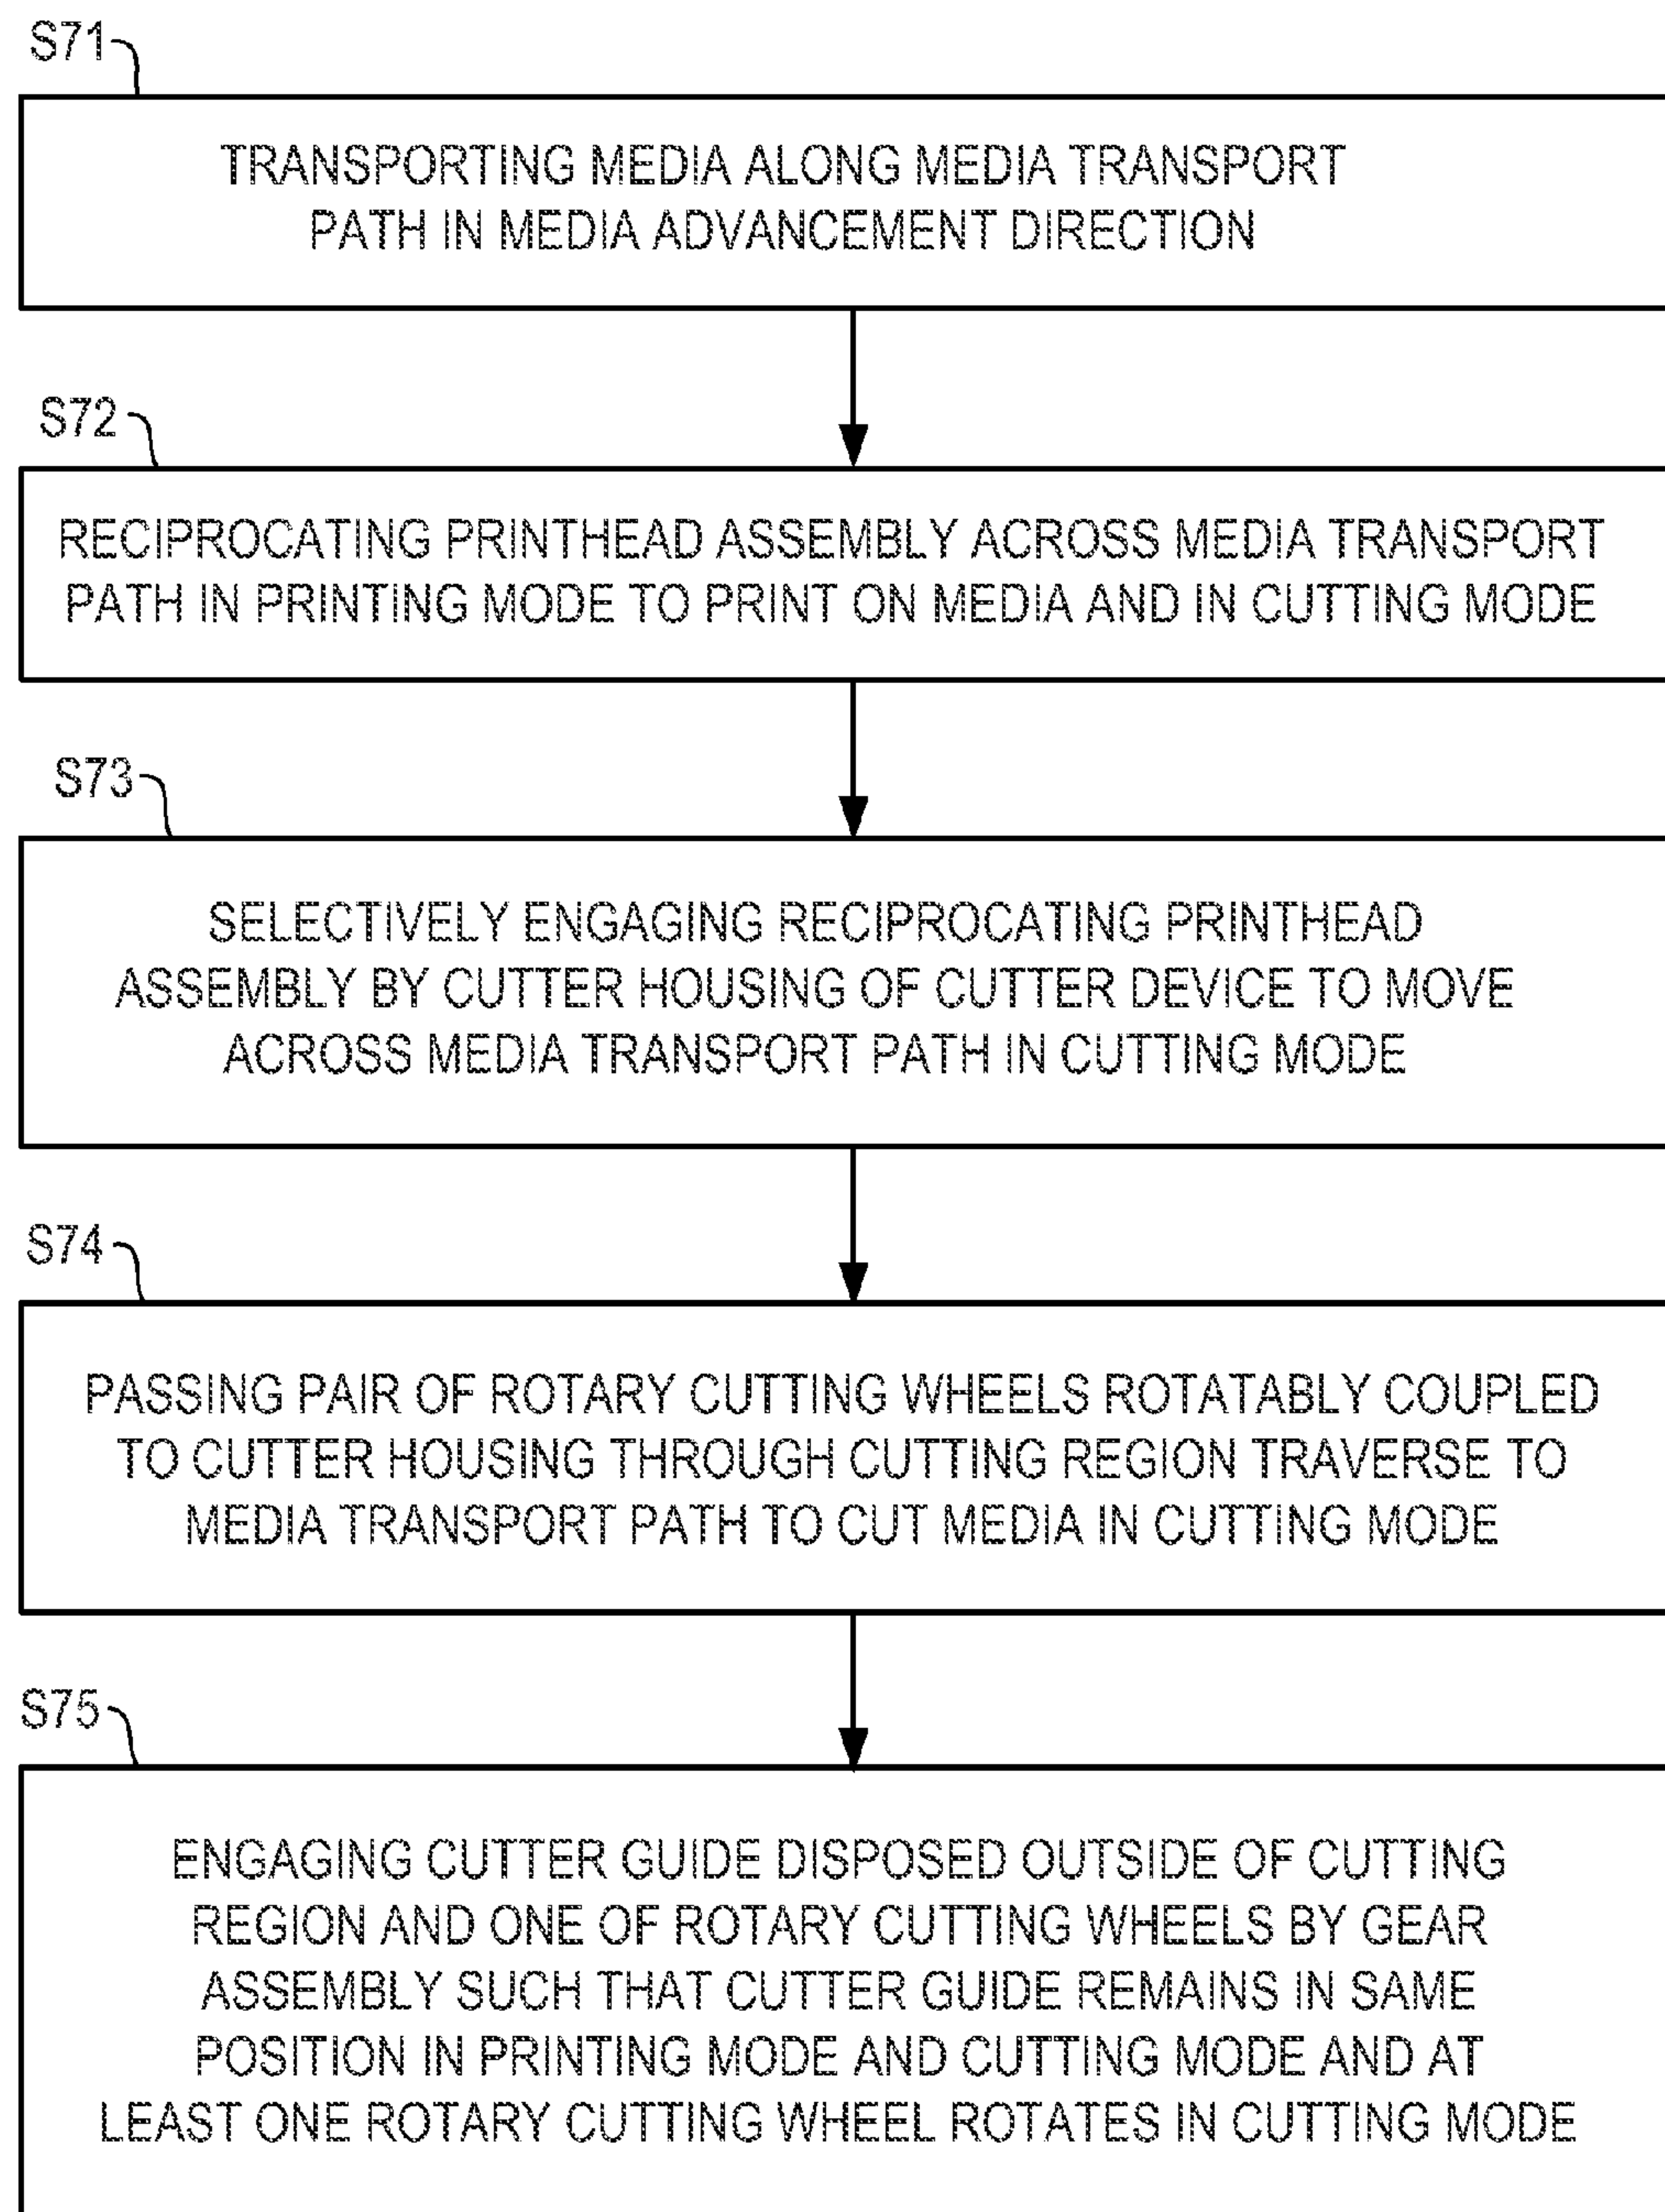 S71
TRANSPORTING MEDIA ALONG MEDIA TRANSPORT
PATH IN MEDIA ADVANCEMENT DIRECTION
S72
RECIPROCATING PRINTHEAD ASSEMBLY ACROSS MEDIA TRANSPORT
PATH IN PRINTING MODE TO PRINT ON MEDIA AND IN CUTTING MODE
S73
SELECTIVELY ENGAGING RECIPROCATING PRINTHEAD
ASSEMBLY BY CUTTER HOUSING OF CUTTER DEVICE TO MOVE
ACROSS MEDIA TRANSPORT PATH IN CUTTING MODE
S74
PASSING PAIR OF ROTARY CUTTING WHEELS ROTATABLY COUPLED
TO CUTTER HOUSING THROUGH CUTTING REGION TRAVERSE TO
MEDIA TRANSPORT PATH TO CUT MEDIA IN CUTTING MODE
S75
ENGAGING CUTTER GUIDE DISPOSED OUTSIDE OF CUTTING
REGION AND ONE OF ROTARY CUTTING WHEELS BY GEAR
ASSEMBLY SUCH THAT CUTTER GUIDE REMAINS IN SAME
POSITION IN PRINTING MODE AND CUTTING MODE AND AT
LEAST ONE ROTARY CUTTING WHEEL ROTATES IN CUTTING MODE